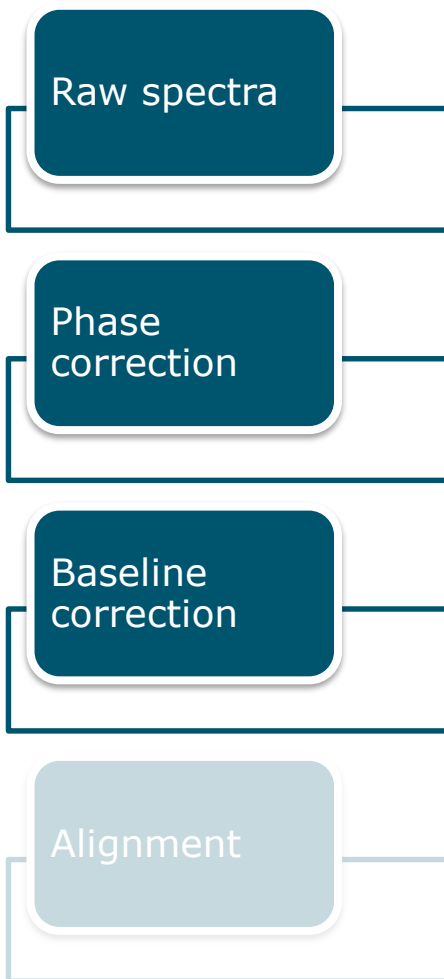 Raw spectra
Phase
correction
Baseline
correction
Alignment